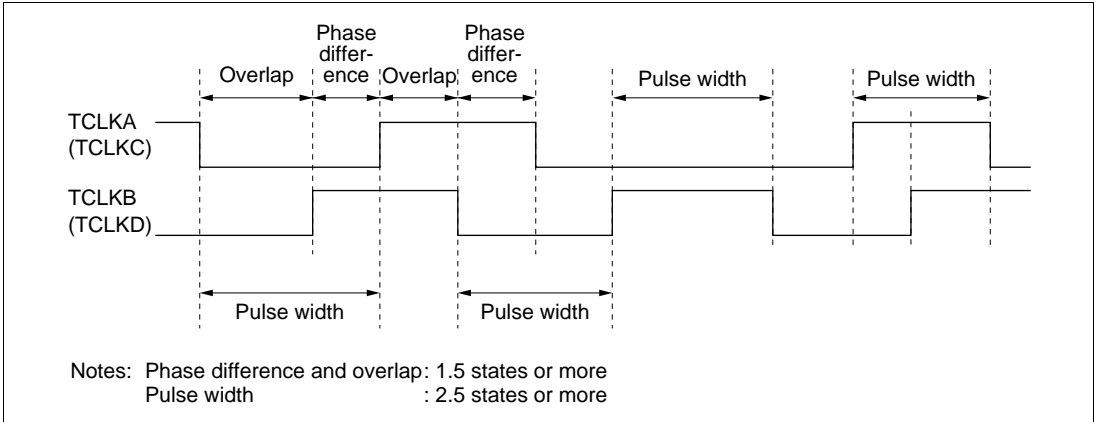 Phase
differ-
ence
Phase
differ-
ence
Overlap
Overlap
Pulse width
Pulse width
TCLKA
(TCLKC)
TCLKB
(TCLKD)
Pulse width
Pulse width
Notes: Phase difference and overlap : 1.5 states or more
Pulse width : 2.5 states or more